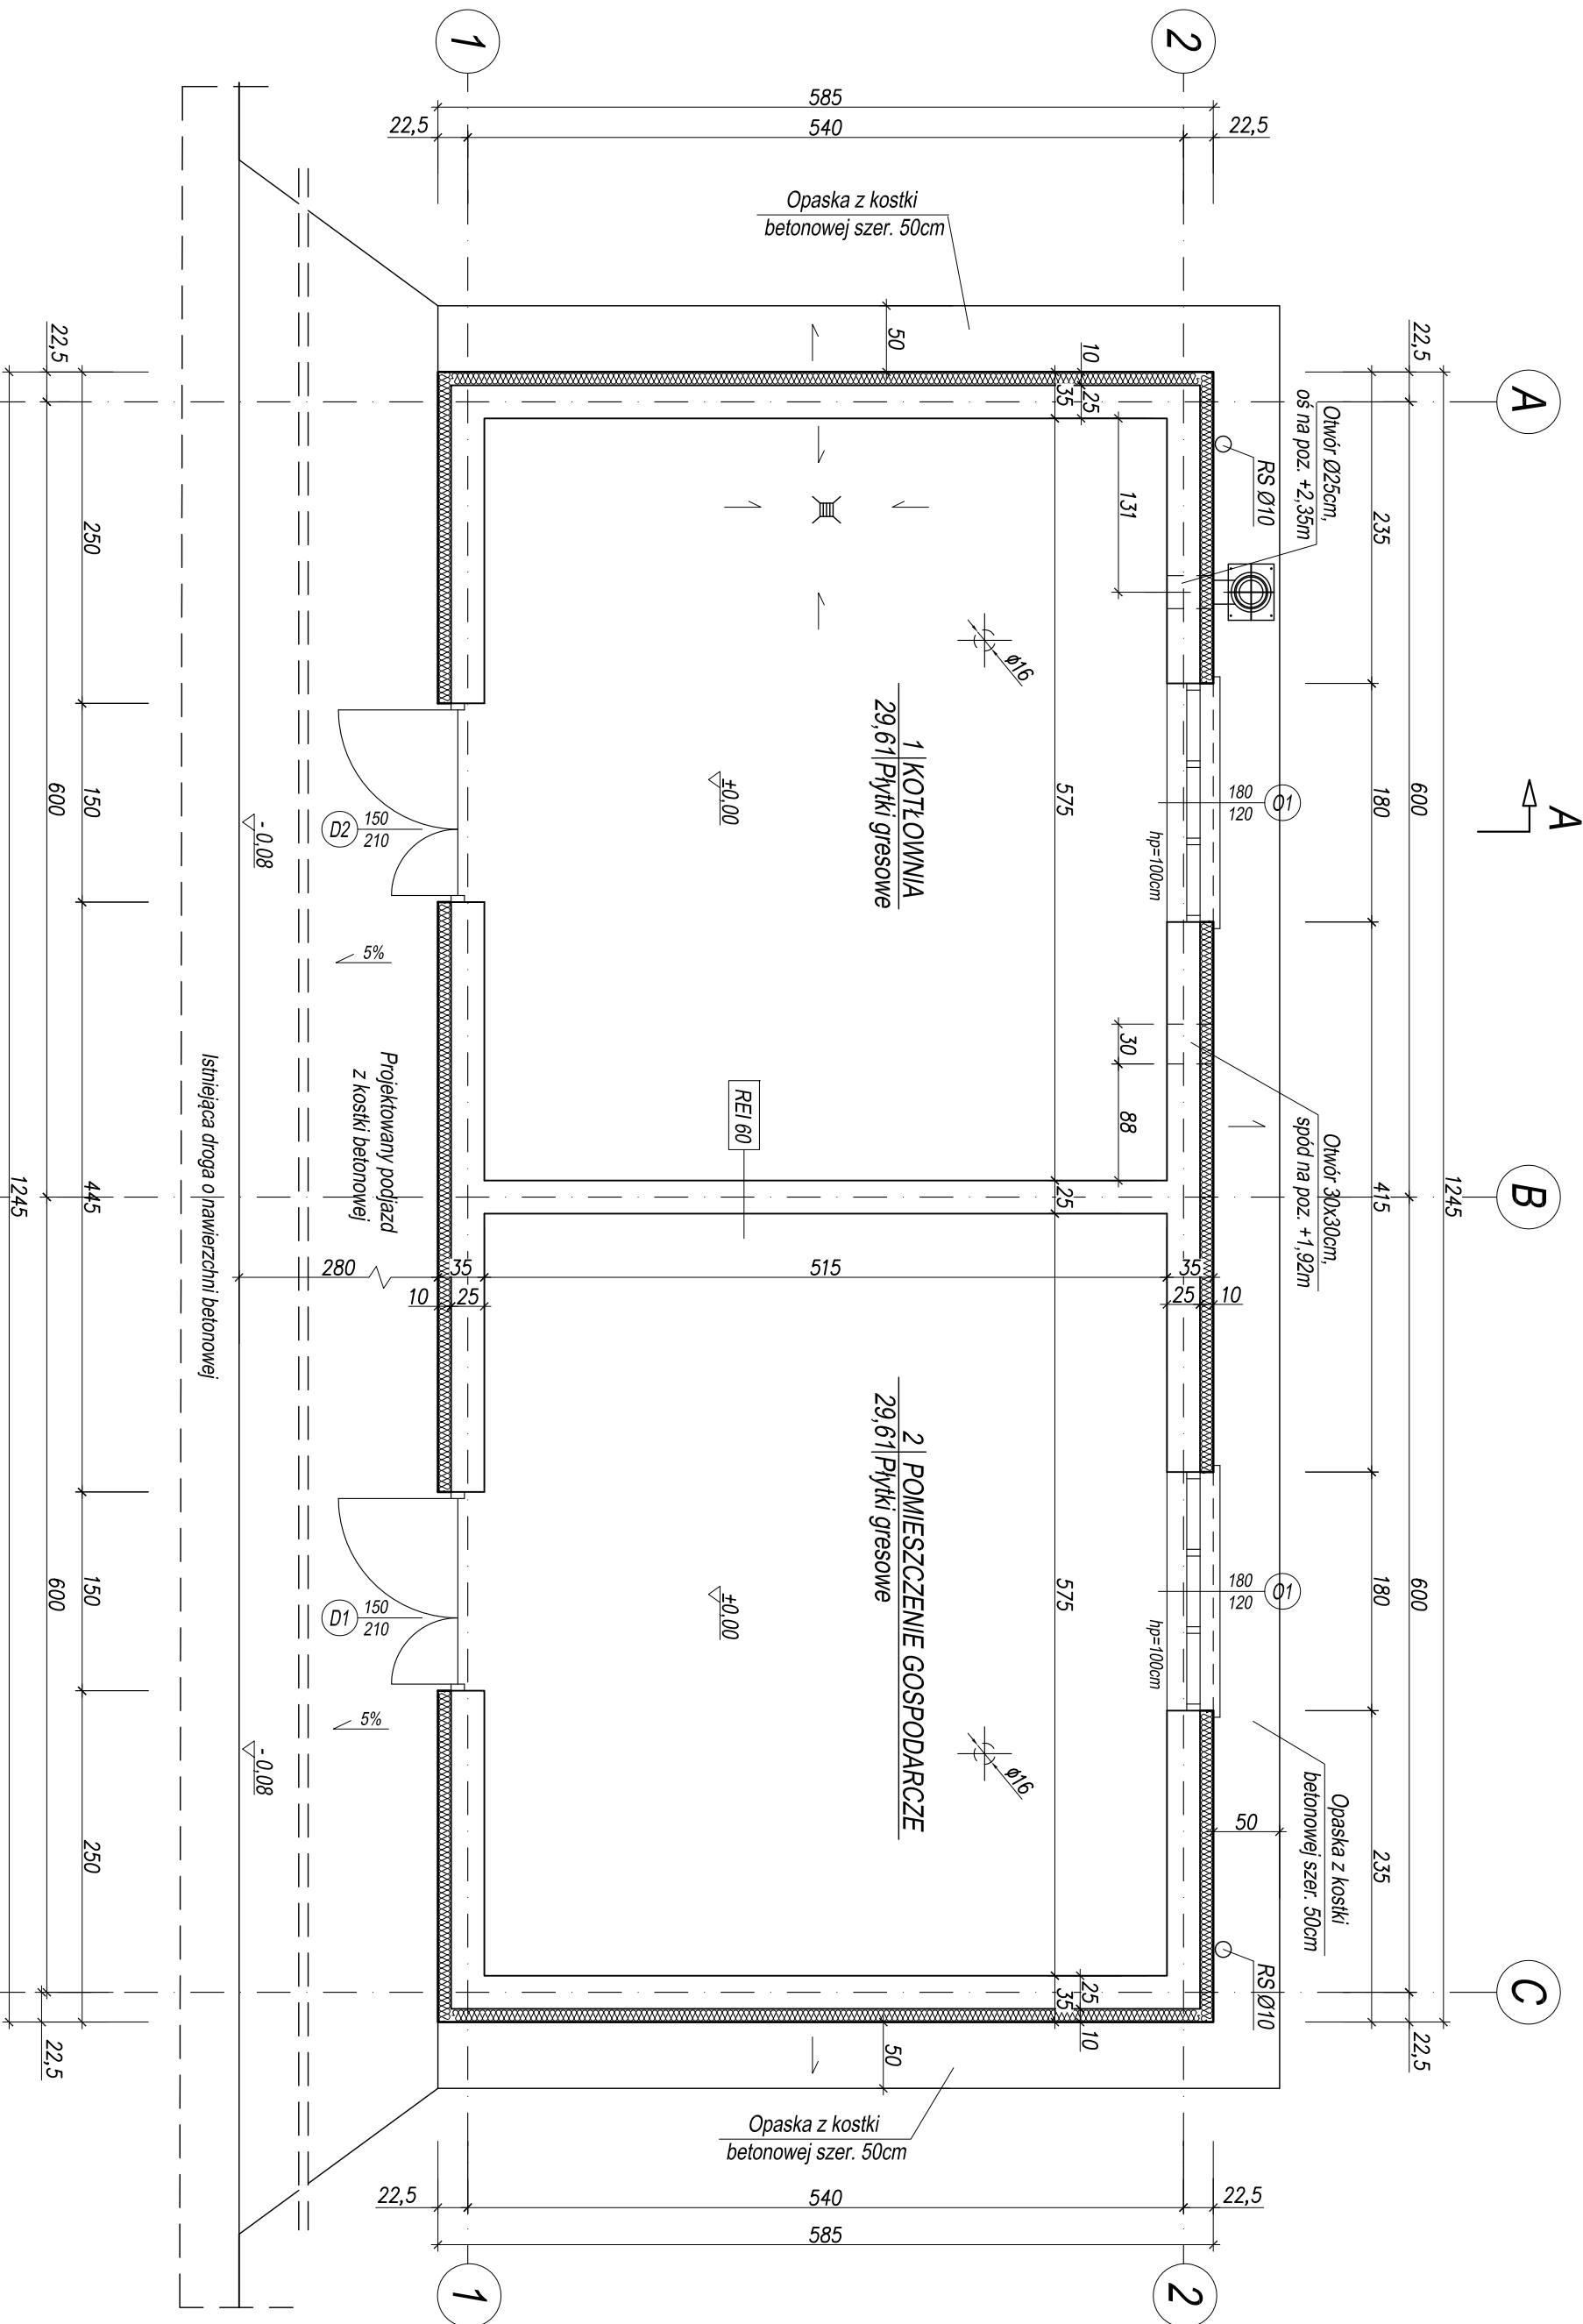 A
A
B
C
1245
22,5
600
600
22,5
235
180
415
180
235
Otwór Ø25cm,
oś na poz. +2,35m
RS Ø10
Otwór 30x30cm,
spód na poz. +1,92m
Opaska z kostki
betonowej szer. 50cm
RS Ø10
50
O1
180
120
hp=100cm
O1
180
120
hp=100cm
2
2
22,5
540
585
22,5
22,5
540
585
22,5
Opaska z kostki
betonowej szer. 50cm
Opaska z kostki
betonowej szer. 50cm
50
50
10
25
35
131
575
30
88
25
575
25
35
10
35
25
10
515
35
25
10
280
ø16
ø16
1 KOTŁOWNIA
29,61 Płytki gresowe
2 POMIESZCZENIE GOSPODARCZE
29,61 Płytki gresowe
REI 60
±0,00
±0,00
1
1
D2
150
210
D1
150
210
5%
5%
Projektowany podjazd
z kostki betonowej
-0,08
-0,08
Istniejąca droga o nawierzchni betonowej
250
150
445
150
250
22,5
600
600
22,5
1245